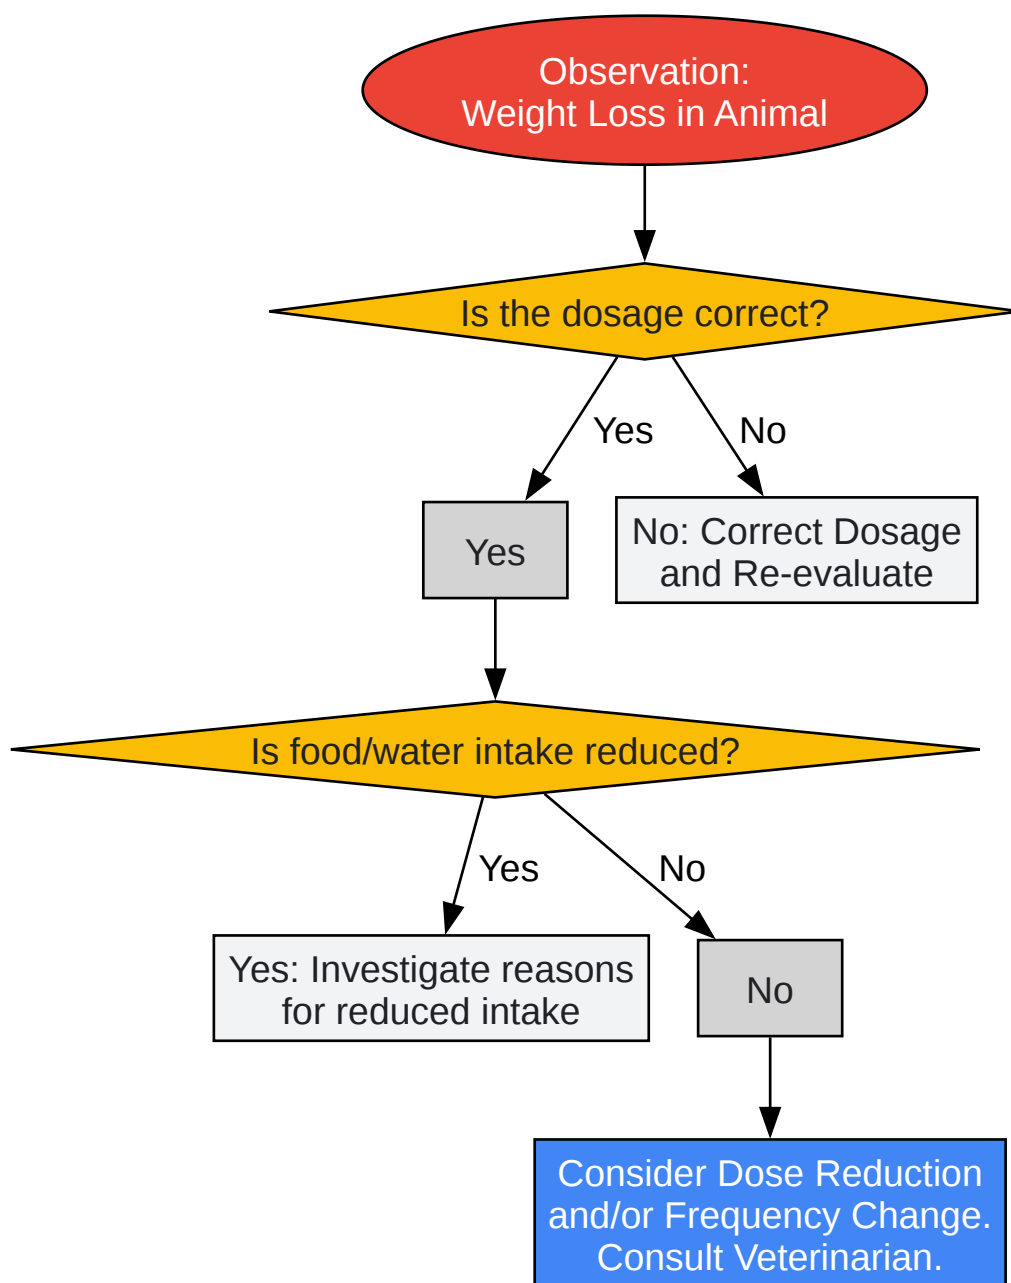 Observation:
Weight Loss in Animal
Is the dosage correct?
Yes
No
Yes
No: Correct Dosage
and Re-evaluate
Is food/water intake reduced?
Yes
No
Yes: Investigate reasons
for reduced intake
No
Consider Dose Reduction
and/or Frequency Change.
Consult Veterinarian.